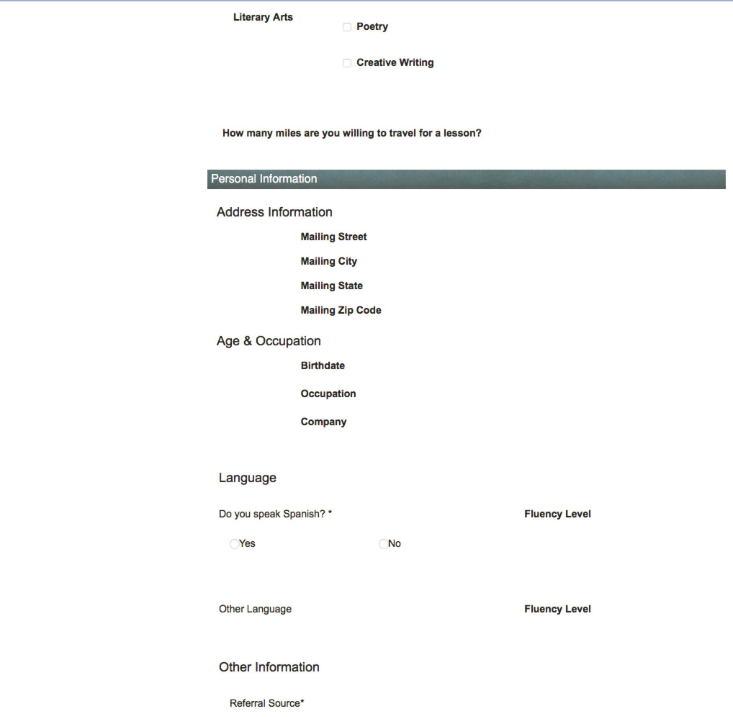 Literary Arts
Poetry
Creative Writing
How many miles are you willing to travel for a lesson?
Personal Information
Address Information
Mailing Street
Mailing City
Mailing State
Mailing Zip Code
Age & Occupation
Birthdate
Occupation
Company
Language
Do you speak Spanish? * Fluency Level
Yes No
Other Language Fluency Level
Other Information
Referral Source*